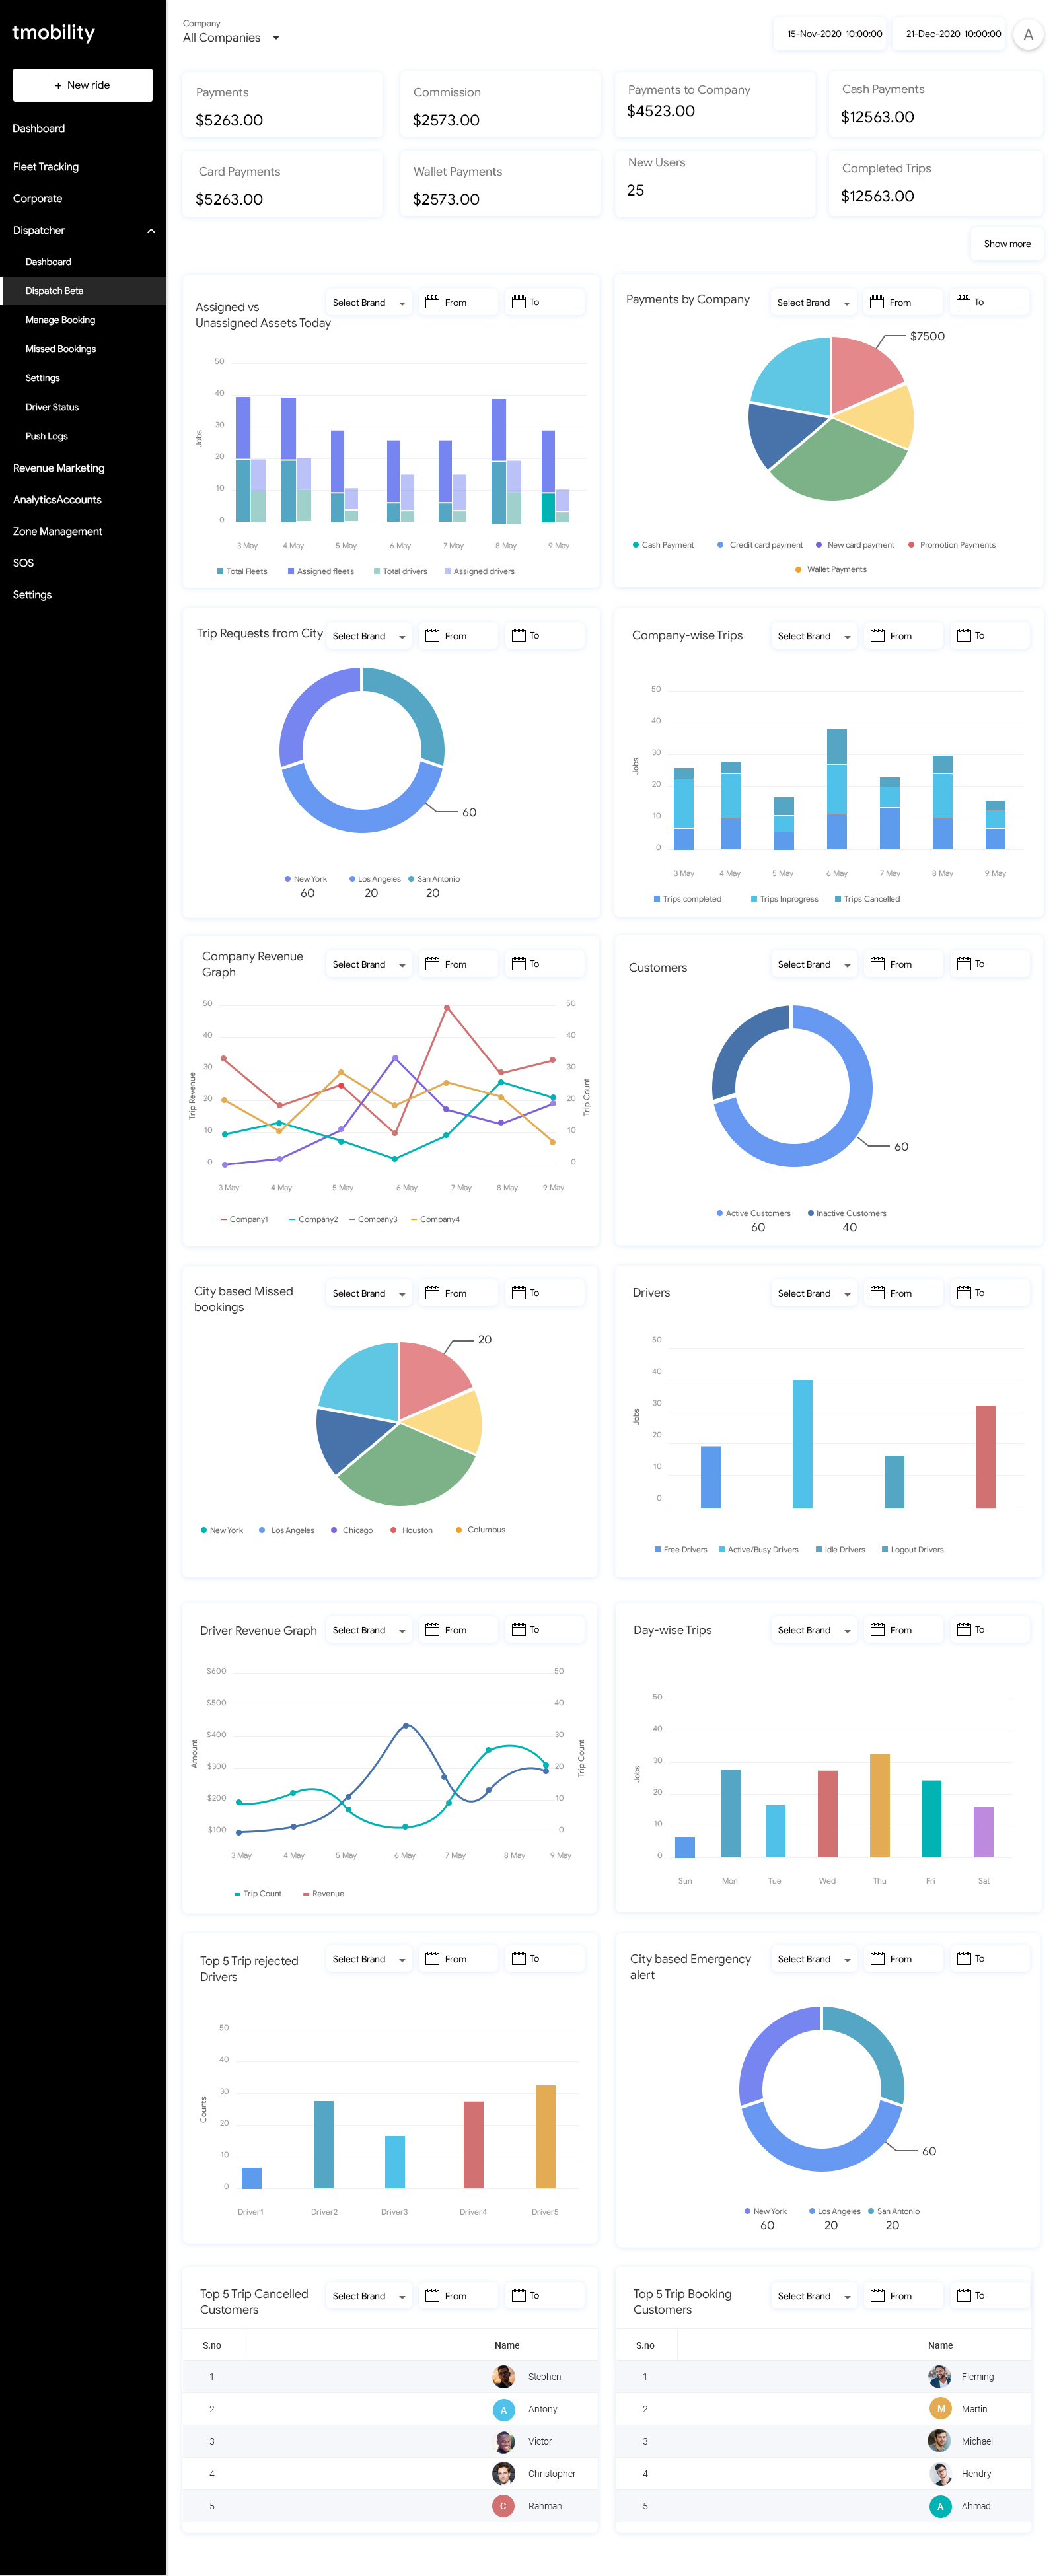 tmobility
+ New ride
Dashboard
Fleet Tracking
Corporate
Dispatcher
Dashboard
Dispatch Beta
Manage Booking
Missed Bookings
Settings
Driver Status
Push Logs
Revenue Marketing
AnalyticsAccounts
Zone Management
SOS
Settings
Company
All Companies
15-Nov-2020 10:00:00
21-Dec-2020 10:00:00
A
Payments
$5263.00
Commission
$2573.00
Payments to Company
$4523.00
Cash Payments
$12563.00
Card Payments
$5263.00
Wallet Payments
$2573.00
New Users
25
Completed Trips
$12563.00
Show more
Assigned vs
Unassigned Assets Today
Select Brand
From
To
50
40
30
20
10
0
Jobs
3 May 4 May 5 May 6 May 7 May 8 May 9 May
Total Fleets Assigned fleets Total drivers Assigned drivers
Payments by Company
Select Brand
From
To
$7500
Cash Payment Credit card payment New card payment Promotion Payments
Wallet Payments
Trip Requests from City
Select Brand
From
To
60
New York Los Angeles San Antonio
60 20 20
Company-wise Trips
Select Brand
From
To
50
40
30
20
10
0
Jobs
3 May 4 May 5 May 6 May 7 May 8 May 9 May
Trips completed Trips Inprogress Trips Cancelled
Company Revenue
Graph
Select Brand
From
To
50 50
40 40
30 30
20 20
10 10
0 0
Trip Revenue
Trip Count
3 May 4 May 5 May 6 May 7 May 8 May 9 May
Company1 Company2 Company3 Company4
Customers
Select Brand
From
To
60
Active Customers Inactive Customers
60 40
City based Missed
bookings
Select Brand
From
To
20
New York Los Angeles Chicago Houston Columbus
Drivers
Select Brand
From
To
50
40
30
20
10
0
Jobs
Free Drivers Active/Busy Drivers Idle Drivers Logout Drivers
Driver Revenue Graph
Select Brand
From
To
$600 50
$500 40
$400 30
$300 20
$200 10
$100 0
Amount
Trip Count
3 May 4 May 5 May 6 May 7 May 8 May 9 May
Trip Count Revenue
Day-wise Trips
Select Brand
From
To
50
40
30
20
10
0
Jobs
Sun Mon Tue Wed Thu Fri Sat
Top 5 Trip rejected
Drivers
Select Brand
From
To
50
40
30
20
10
0
Counts
Driver1 Driver2 Driver3 Driver4 Driver5
City based Emergency
alert
Select Brand
From
To
60
New York Los Angeles San Antonio
60 20 20
Top 5 Trip Cancelled
Customers
Select Brand
From
To
S.no Name
1 Stephen
2 A Antony
3 Victor
4 Christopher
5 C Rahman
Top 5 Trip Booking
Customers
Select Brand
From
To
S.no Name
1 Fleming
2 M Martin
3 Michael
4 Hendry
5 A Ahmad